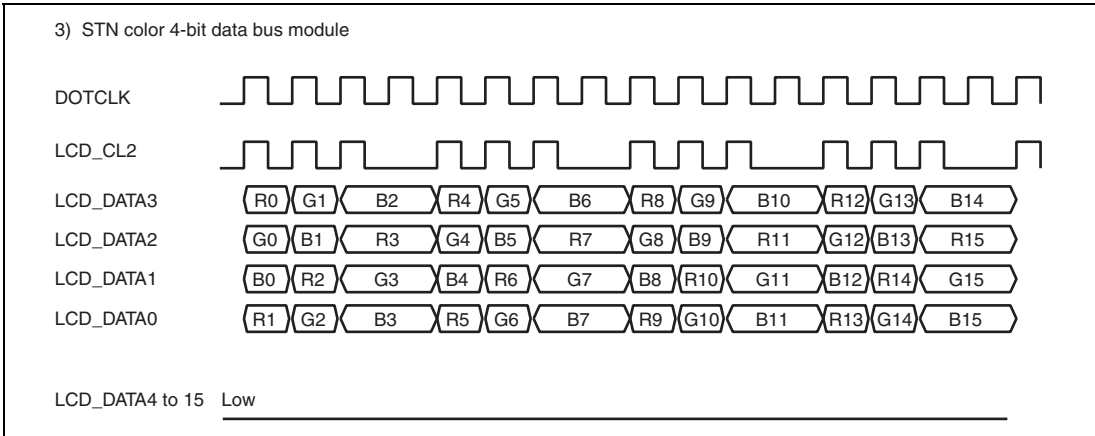 3) STN color 4-bit data bus module
DOTCLK
LCD_CL2
LCD_DATA3 R0 G1 B2 R4 G5 B6 R8 G9 B10 R12 G13 B14
LCD_DATA2 G0 B1 R3 G4 B5 R7 G8 B9 R11 G12 B13 R15
LCD_DATA1 B0 R2 G3 B4 R6 G7 B8 R10 G11 B12 R14 G15
LCD_DATA0 R1 G2 B3 R5 G6 B7 R9 G10 B11 R13 G14 B15
LCD_DATA4 to 15 Low